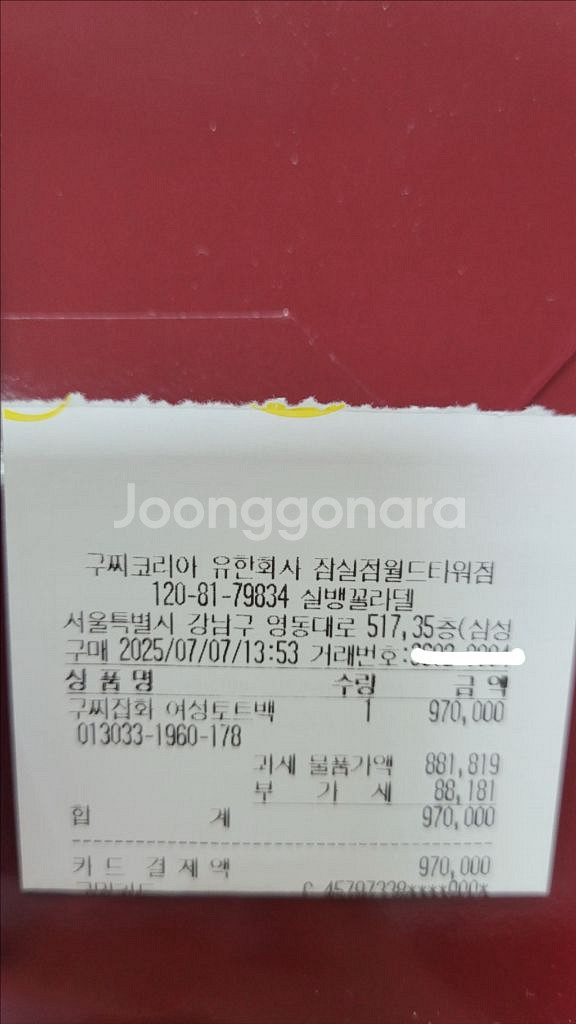 Joonggonara
구찌코리아 유한회사 잠실점월드타워점
120-81-79834 실뱅꼴라델
서울특별시 강남구 영동대로 517,35층(삼성
구매 2025/07/07/13:53 거래번호:
상 품 명 수량 금 액
구찌잡화 여성토트백 1 970,000
013033-1960-178
과세 물품가액 881,819
부 가 세 88,181
합 계 970,000
카 드 결 제 액 970,000